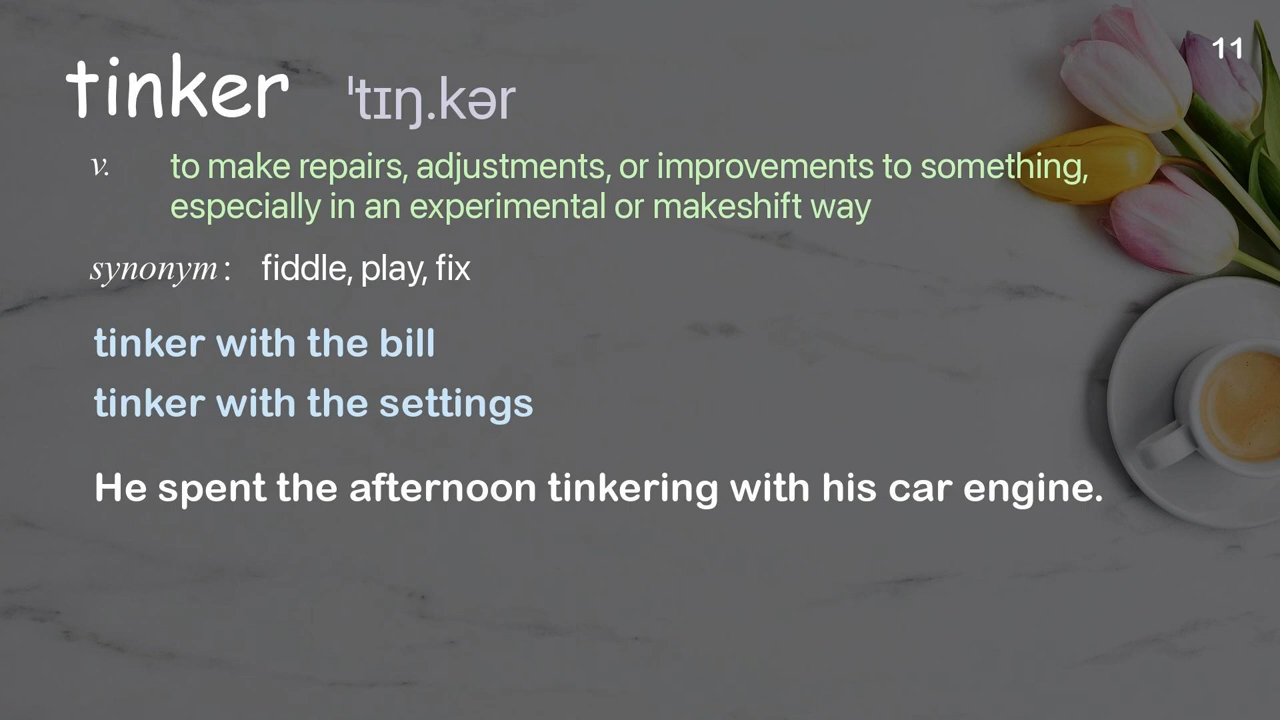 11
tinker ˈtɪŋ.kər
v. to make repairs, adjustments, or improvements to something,
especially in an experimental or makeshift way
synonym: fiddle, play, fix
tinker with the bill
tinker with the settings
He spent the afternoon tinkering with his car engine.